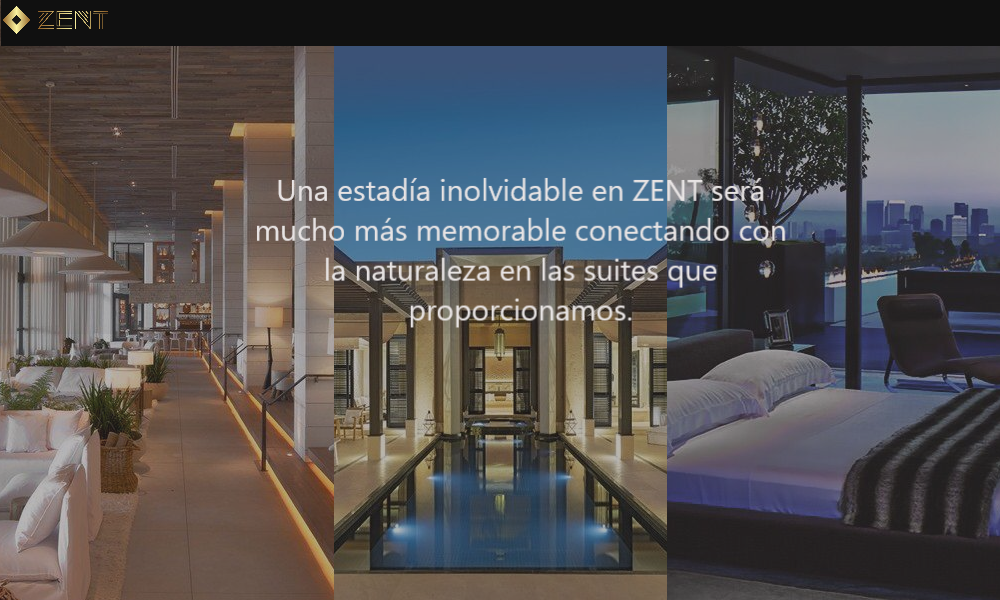 ZENT
Una estadía inolvidable en ZENT será
mucho más memorable conectando con
la naturaleza en las suites que
proporcionamos.